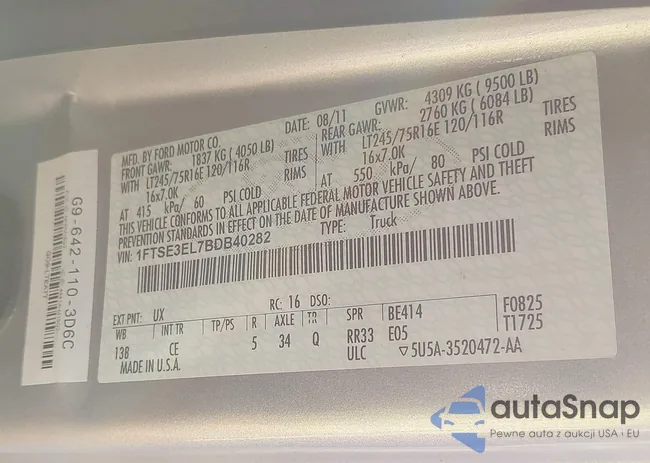 MFD. BY FORD MOTOR CO. DATE: 08/11 GVWR: 4309 KG ( 9500 LB)
FRONT GAWR: 1837 KG ( 4050 LB) REAR GAWR: 2760 KG ( 6084 LB)
WITH LT245/75R16E 120/116R TIRES WITH LT245/75R16E 120/116R TIRES
16x7.0K RIMS 16x7.0K RIMS
AT 415 kPa/ 60 PSI COLD AT 550 kPa/ 80 PSI COLD
THIS VEHICLE CONFORMS TO ALL APPLICABLE FEDERAL MOTOR VEHICLE SAFETY AND THEFT
PREVENTION STANDARDS IN EFFECT ON THE DATE OF MANUFACTURE SHOWN ABOVE.
VIN: 1FTSE3EL7BDB40282 TYPE: Truck
EXT PNT: UX RC: 16 DSO:
WB INT TR TP/PS R AXLE TR SPR BE414 F0825
138 CE 5 34 Q RR33 E05 T1725
MADE IN U.S.A. ULC ▽5U5A-3520472-AA
G9-642-110-3D6C
autaSnap
Pewne auta z aukcji USA i EU